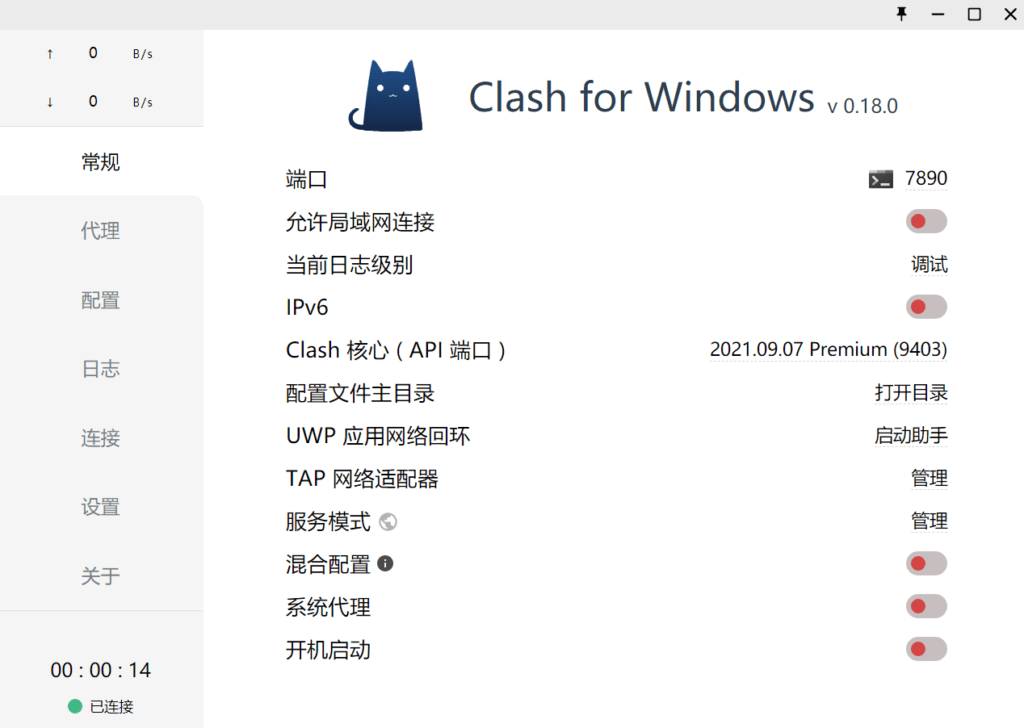 ↑ 0 B/s
↓ 0 B/s
常规
代理
配置
日志
连接
设置
关于
00 : 00 : 14
已连接
Clash for Windows v 0.18.0
端口 7890
允许局域网连接
当前日志级别 调试
IPv6
Clash 核心 ( API 端口 ) 2021.09.07 Premium (9403)
配置文件主目录 打开目录
UWP 应用网络回环 启动助手
TAP 网络适配器 管理
服务模式 管理
混合配置
系统代理
开机启动